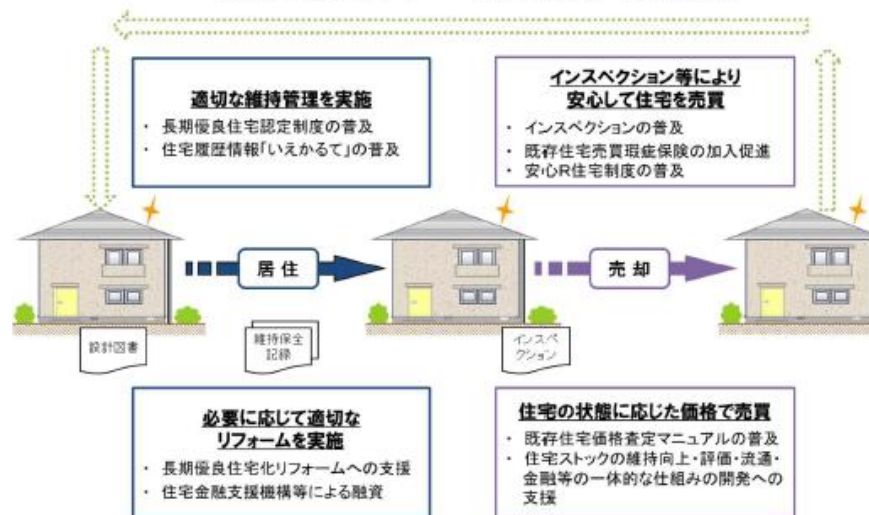 適切な維持管理を実施
・ 長期優良住宅認定制度の普及
・ 住宅履歴情報「いえかるて」の普及
インスペクション等により
安心して住宅を売買
・ インスペクションの普及
・ 既存住宅売買瑕疵保険の加入促進
・ 安心R住宅制度の普及
居 住
売 却
設計図書
維持保全
記録
インスペ
クション
必要に応じて適切な
リフォームを実施
・ 長期優良住宅化リフォームへの支援
・ 住宅金融支援機構等による融資
住宅の状態に応じた価格で売買
・ 既存住宅価格査定マニュアルの普及
・ 住宅ストックの維持向上・評価・流通・
金融等の一体的な仕組みの開発への
支援